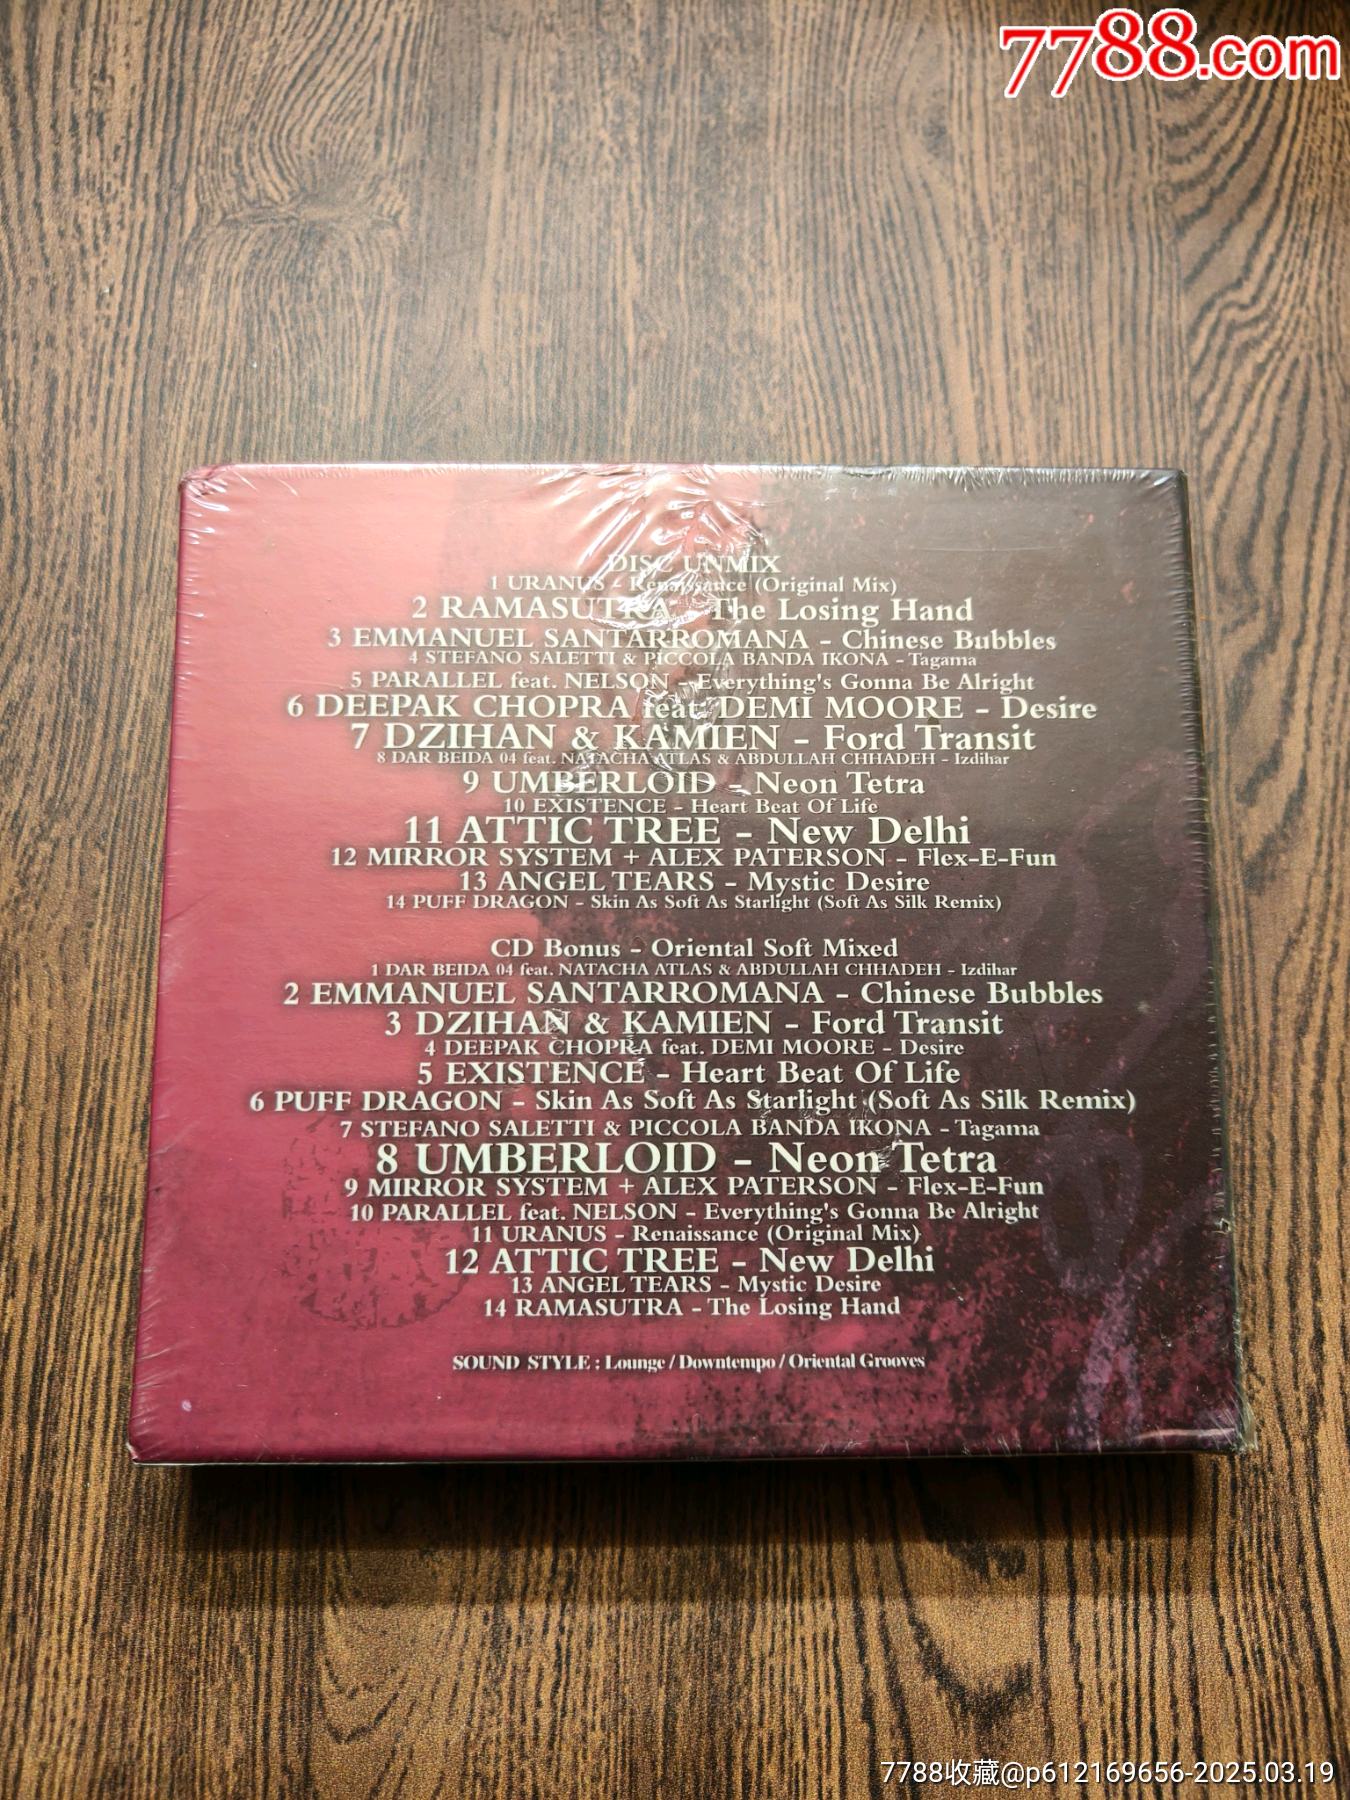 7788.com
DISC UNMIX
1 URANUS - Renaissance (Original Mix)
2 RAMASUTRA - The Losing Hand
3 EMMANUEL SANTARROMANA - Chinese Bubbles
4 STEFANO SALETTI & PICCOLA BANDA IKONA - Tagama
5 PARALLEL feat. NELSON - Everything's Gonna Be Alright
6 DEEPAK CHOPRA feat. DEMI MOORE - Desire
7 DZIHAN & KAMIEN - Ford Transit
8 DAR BEIDA 04 feat. NATACHA ATLAS & ABDULLAH CHHADEH - Izdihar
9 UMBERLOID - Neon Tetra
10 EXISTENCE - Heart Beat Of Life
11 ATTIC TREE - New Delhi
12 MIRROR SYSTEM + ALEX PATERSON - Flex-E-Fun
13 ANGEL TEARS - Mystic Desire
14 PUFF DRAGON - Skin As Soft As Starlight (Soft As Silk Remix)
CD Bonus - Oriental Soft Mixed
1 DAR BEIDA 04 feat. NATACHA ATLAS & ABDULLAH CHHADEH - Izdihar
2 EMMANUEL SANTARROMANA - Chinese Bubbles
3 DZIHAN & KAMIEN - Ford Transit
4 DEEPAK CHOPRA feat. DEMI MOORE - Desire
5 EXISTENCE - Heart Beat Of Life
6 PUFF DRAGON - Skin As Soft As Starlight (Soft As Silk Remix)
7 STEFANO SALETTI & PICCOLA BANDA IKONA - Tagama
8 UMBERLOID - Neon Tetra
9 MIRROR SYSTEM + ALEX PATERSON - Flex-E-Fun
10 PARALLEL feat. NELSON - Everything's Gonna Be Alright
11 URANUS - Renaissance (Original Mix)
12 ATTIC TREE - New Delhi
13 ANGEL TEARS - Mystic Desire
14 RAMASUTRA - The Losing Hand
SOUND STYLE : Lounge / Downtempo / Oriental Grooves
7788收藏@p612169656-2025.03.19